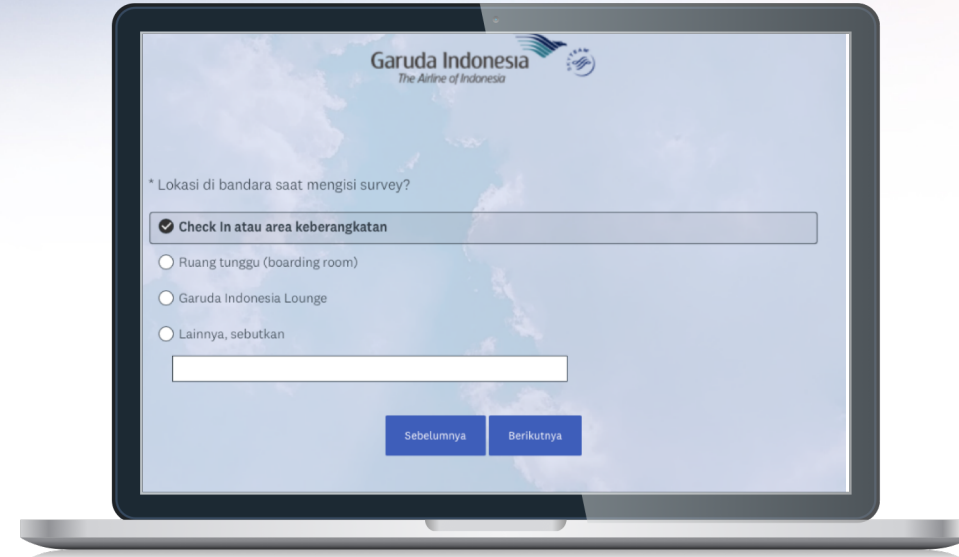 Garuda Indonesia
The Airline of Indonesia
SKYTEAM
* Lokasi di bandara saat mengisi survey?
Check In atau area keberangkatan
Ruang tunggu (boarding room)
Garuda Indonesia Lounge
Lainnya, sebutkan
Sebelumnya Berikutnya